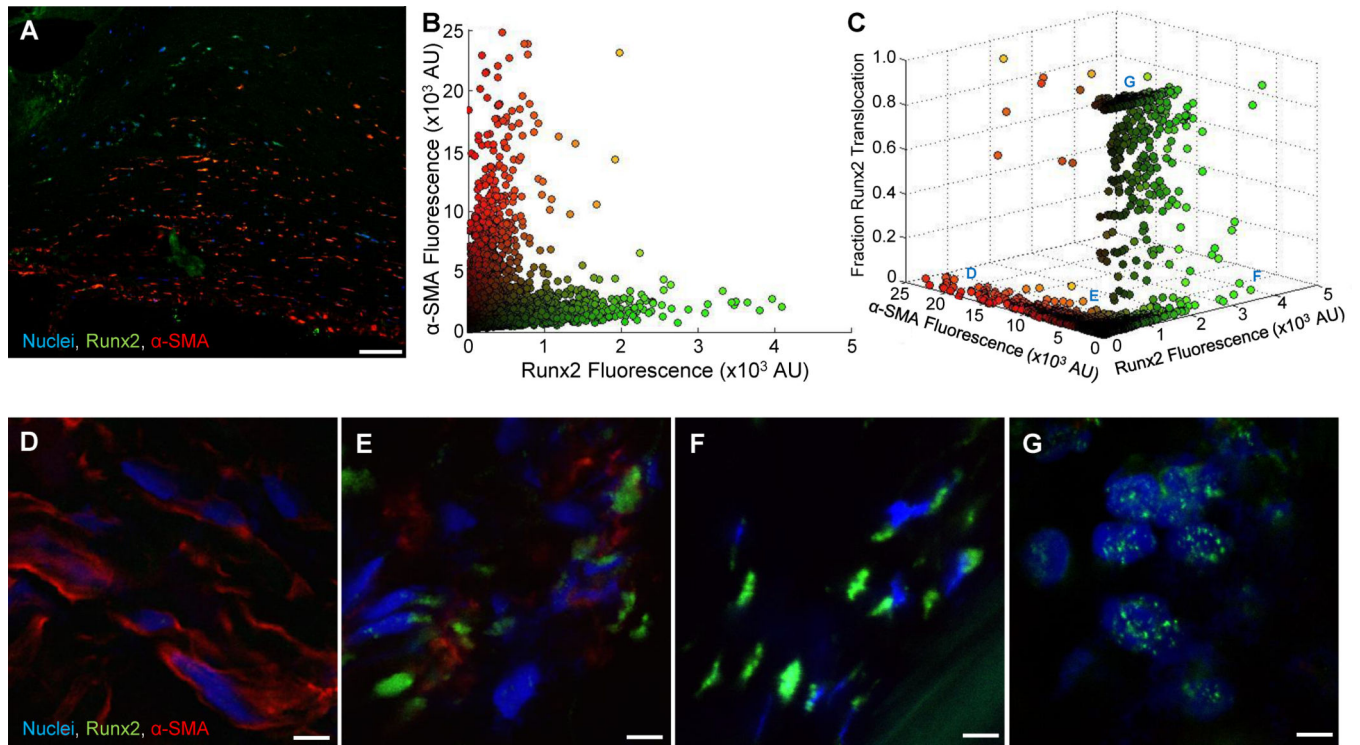 A
Nuclei, Runx2, α-SMA
B
α-SMA Fluorescence (x10³ AU)
25
20
15
10
5
0
0 1 2 3 4 5
Runx2 Fluorescence (x10³ AU)
C
Fraction Runx2 Translocation
1.0
0.8
0.6
0.4
0.2
0
G
D
E
F
25 20 15 10 5 0
α-SMA Fluorescence (x10³ AU)
0 1 2 3 4 5
Runx2 Fluorescence (x10³ AU)
D
Nuclei, Runx2, α-SMA
E
F
G